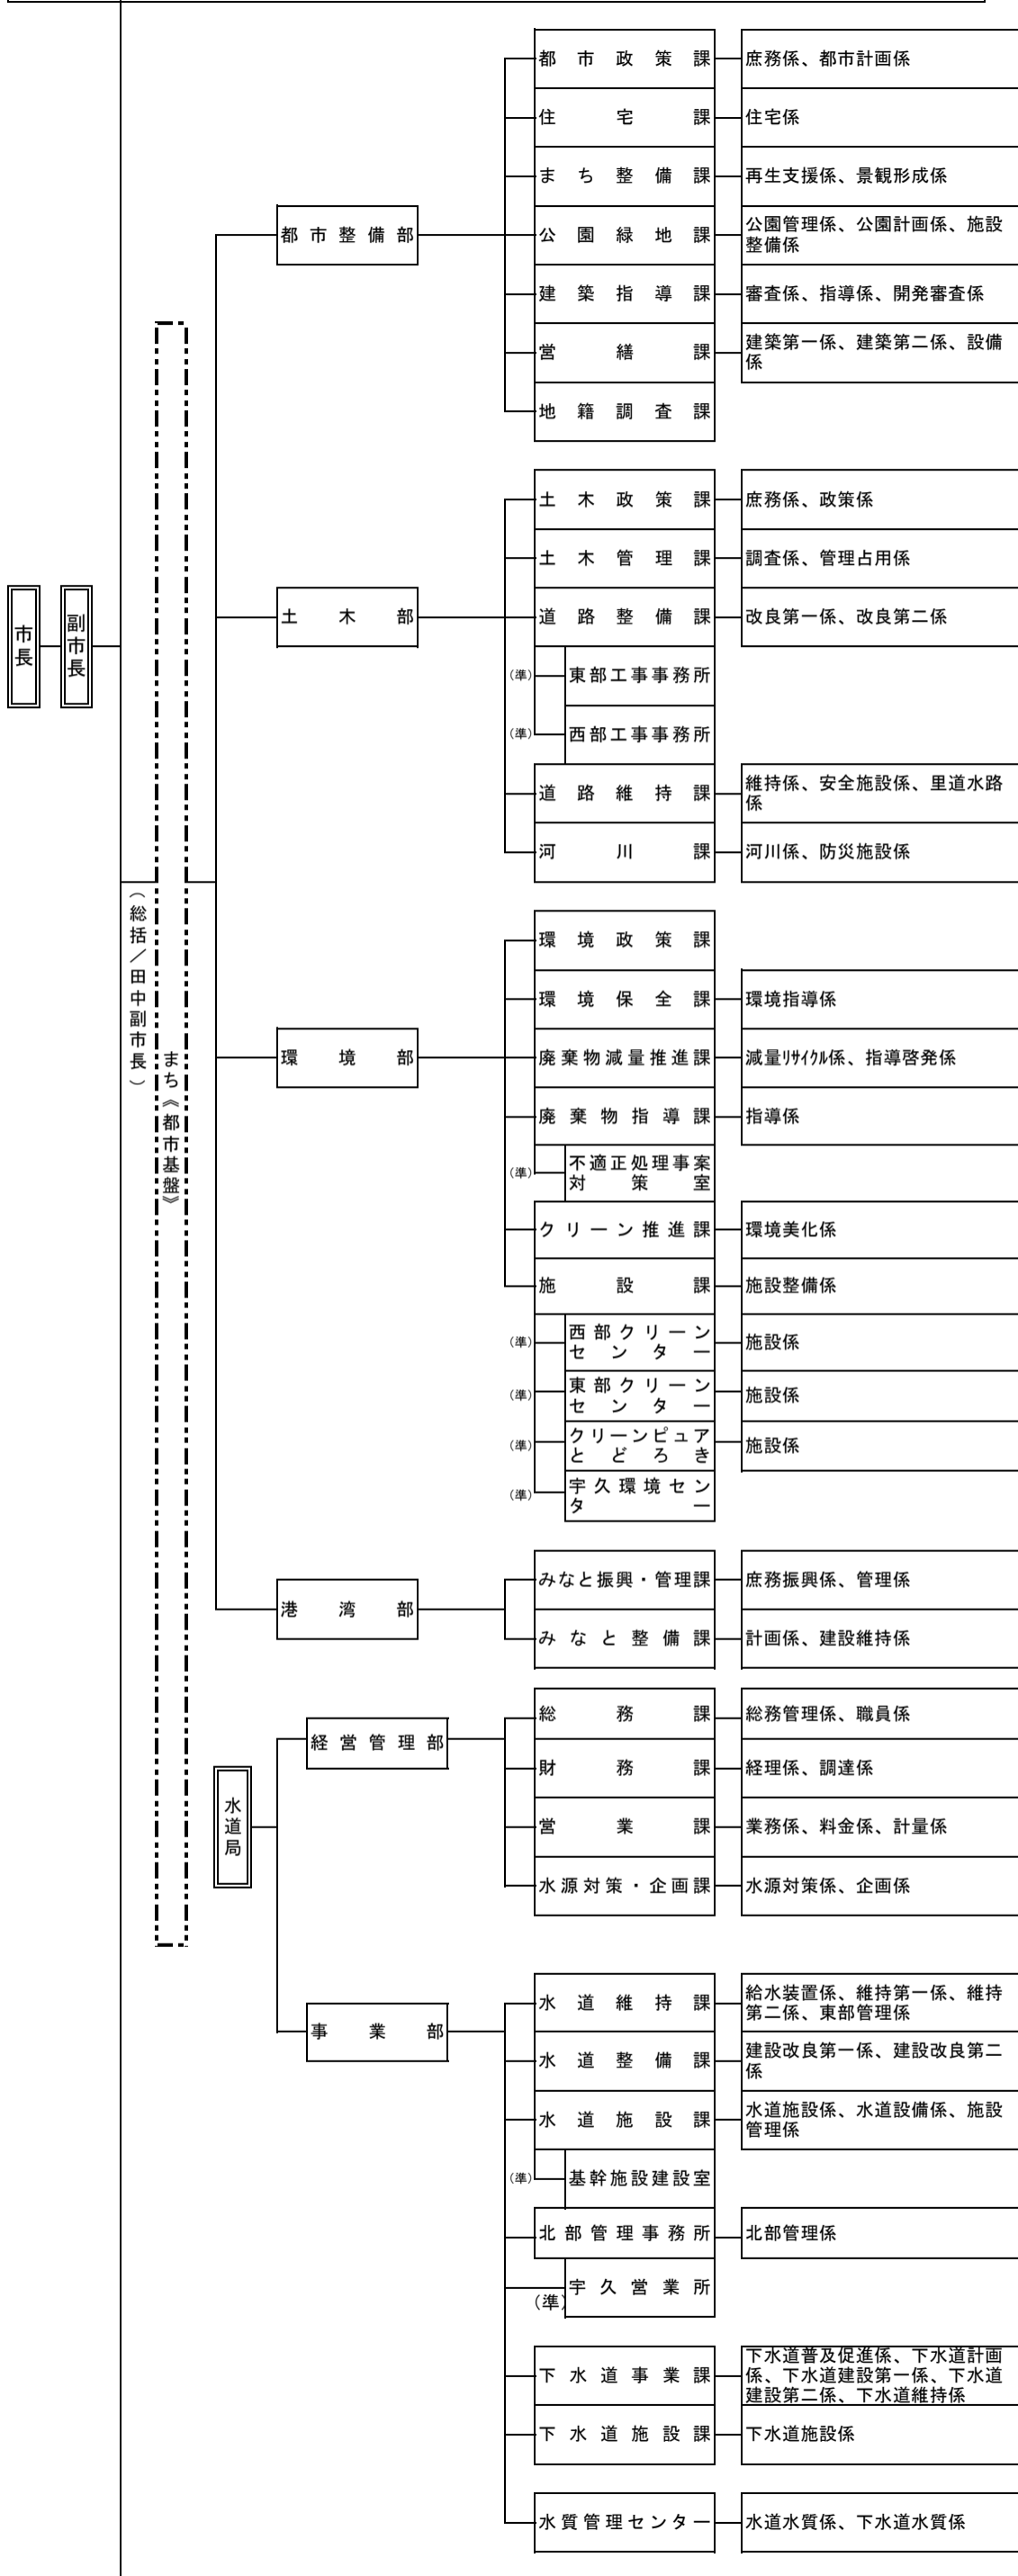 市長
副市長
（総括／田中副市長）
まち《都市基盤》
都市整備部
都市政策課
庶務係、都市計画係
住宅課
住宅係
まち整備課
再生支援係、景観形成係
公園緑地課
公園管理係、公園計画係、施設
整備係
建築指導課
審査係、指導係、開発審査係
営繕課
建築第一係、建築第二係、設備
係
地籍調査課
土木部
土木政策課
庶務係、政策係
土木管理課
調査係、管理占用係
道路整備課
改良第一係、改良第二係
（準）
東部工事事務所
（準）
西部工事事務所
道路維持課
維持係、安全施設係、里道水路
係
河川課
河川係、防災施設係
環境部
環境政策課
環境保全課
環境指導係
廃棄物減量推進課
減量ﾘｻｲｸﾙ係、指導啓発係
廃棄物指導課
指導係
（準）
不適正処理事案
対策室
クリーン推進課
環境美化係
施設課
施設整備係
（準）
西部クリーン
センター
施設係
（準）
東部クリーン
センター
施設係
（準）
クリーンピュア
とどろき
施設係
（準）
宇久環境セン
ター
港湾部
みなと振興・管理課
庶務振興係、管理係
みなと整備課
計画係、建設維持係
水道局
経営管理部
総務課
総務管理係、職員係
財務課
経理係、調達係
営業課
業務係、料金係、計量係
水源対策・企画課
水源対策係、企画係
事業部
水道維持課
給水装置係、維持第一係、維持
第二係、東部管理係
水道整備課
建設改良第一係、建設改良第二
係
水道施設課
水道施設係、水道設備係、施設
管理係
（準）
基幹施設建設室
北部管理事務所
北部管理係
（準）
宇久営業所
下水道事業課
下水道普及促進係、下水道計画
係、下水道建設第一係、下水道
建設第二係、下水道維持係
下水道施設課
下水道施設係
水質管理センター
水道水質係、下水道水質係